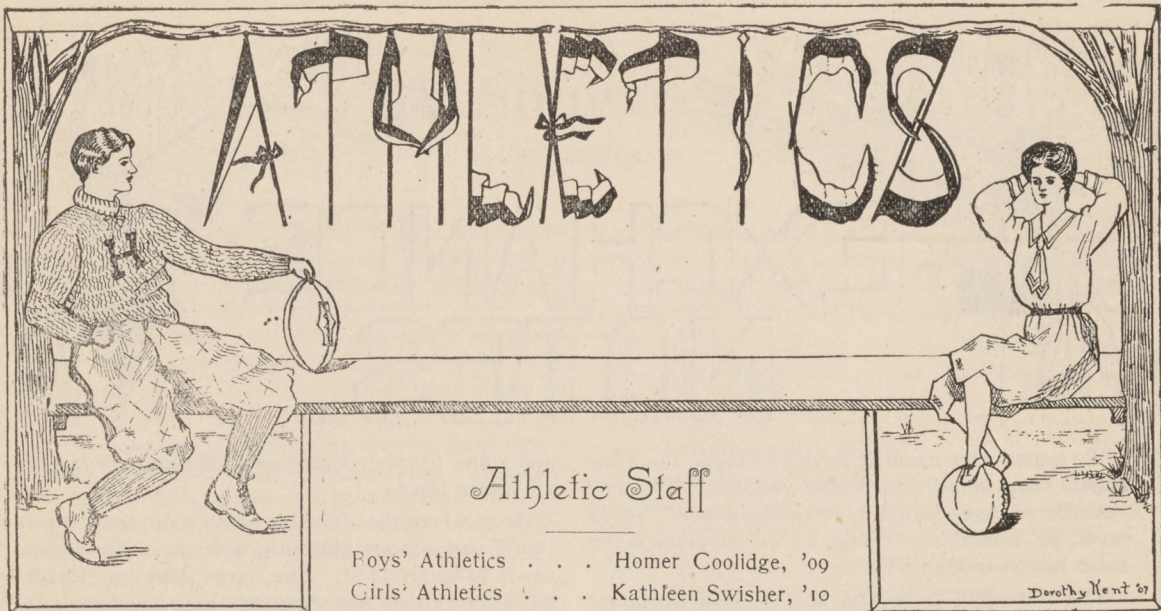 ATHLETICS
H
Athletic Staff
Boys' Athletics . . . Homer Coolidge, '09
Girls' Athletics . . . Kathleen Swisher, '10
Dorothy Kent '07